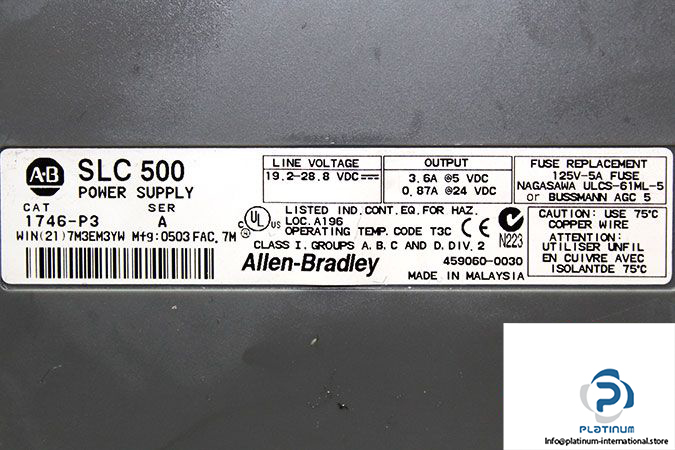 A-B
SLC 500
POWER SUPPLY
CAT
SER
1746-P3
A
WIN(21)7M3EM3YW Mfg:0503 FAC. 7M
LINE VOLTAGE
19.2-28.8 VDC
OUTPUT
3.6A @5 VDC
0.87A @24 VDC
FUSE REPLACEMENT
125V-5A FUSE
NAGASAWA ULCS-61ML-5
or BUSSMANN AGC 5
C UL US
LISTED IND.CONT.EQ.FOR HAZ.
LOC.A196
OPERATING TEMP. CODE T3C
CLASS I, GROUPS A,B,C AND D,DIV.2
CE
N223
Allen-Bradley
459060-0030
MADE IN MALAYSIA
CAUTION: USE 75°C
COPPER WIRE
ATTENTION:
UTILISER UNFIL
EN CUIVRE AVEC
ISOLANTDE 75°C
PLATINUM
Info@platinum-international.store